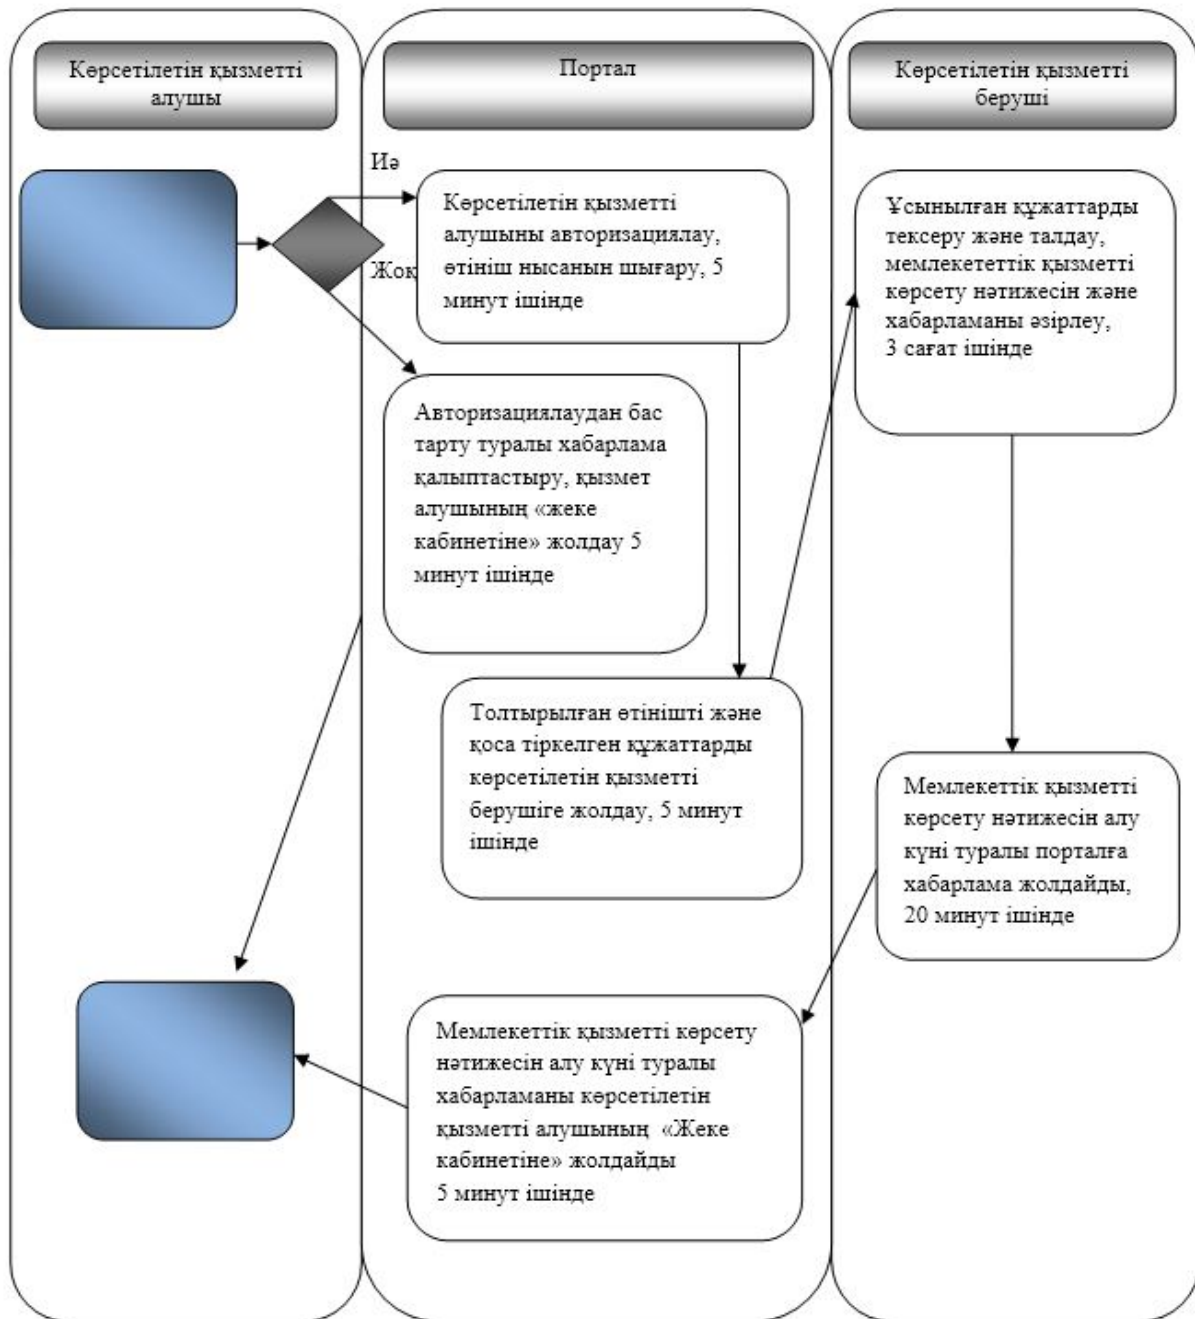 Көрсетілетін қызметті
алушы
Портал
Көрсетілетін қызметті
беруші
Иә
Жоқ
Көрсетілетін қызметті
алушыны авторизациялау,
өтініш нысанын шығару, 5
минут ішінде
Ұсынылған құжаттарды
тексеру және талдау,
мемлекететтік қызметті
көрсету нәтижесін және
хабарламаны әзірлеу,
3 сағат ішінде
Авторизациялаудан бас
тарту туралы хабарлама
қалыптастыру, қызмет
алушының «жеке
кабинетіне» жолдау 5
минут ішінде
Толтырылған өтінішті және
қоса тіркелген құжаттарды
көрсетілетін қызметті
берушіге жолдау, 5 минут
ішінде
Мемлекеттік қызметті
көрсету нәтижесін алу
күні туралы порталға
хабарлама жолдайды,
20 минут ішінде
Мемлекеттік қызметті көрсету
нәтижесін алу күні туралы
хабарламаны көрсетілетін
қызметті алушының «Жеке
кабинетіне» жолдайды
5 минут ішінде